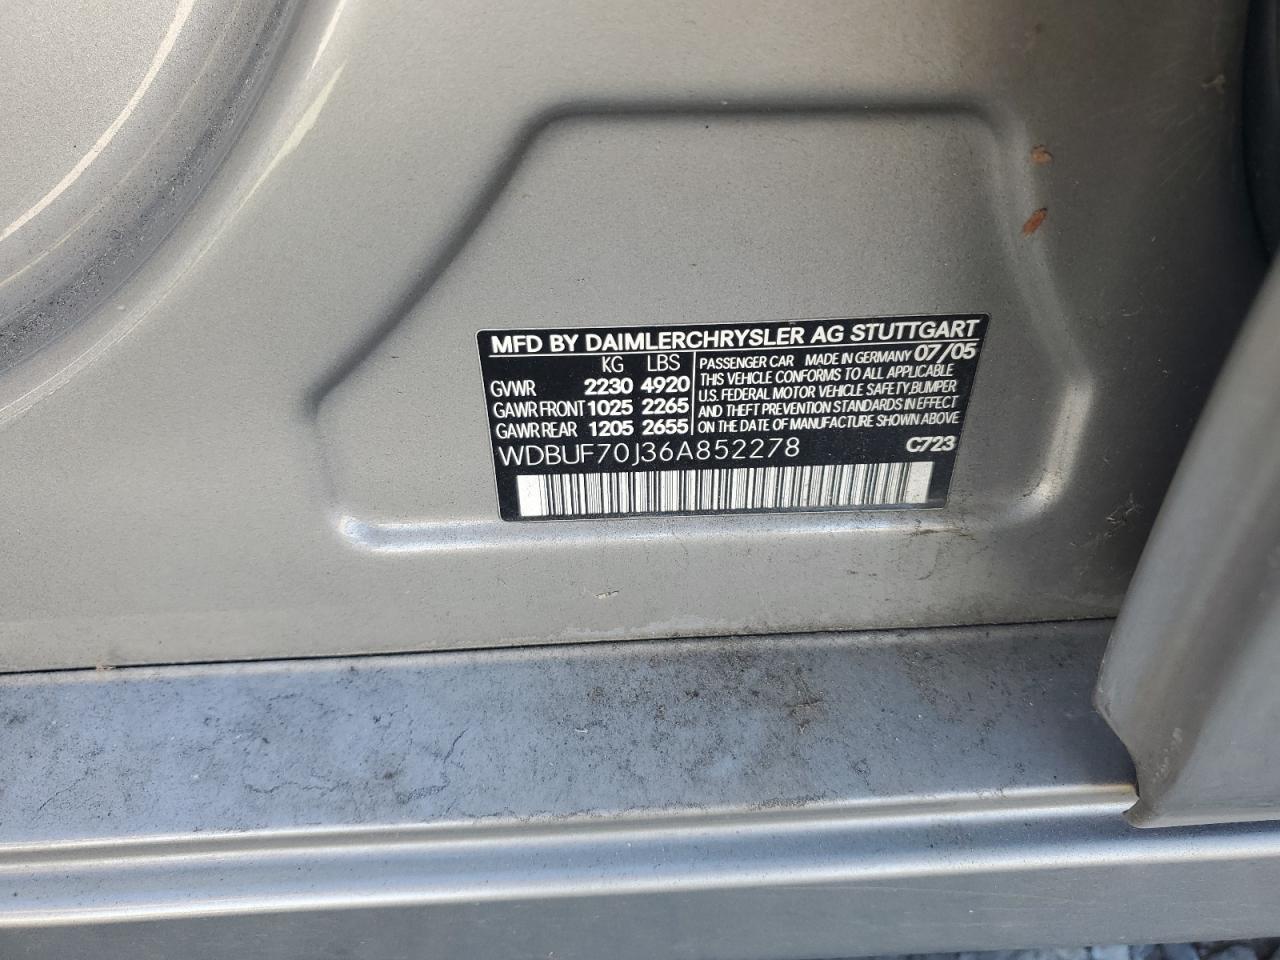 MFD BY DAIMLERCHRYSLER AG STUTTGART
KG LBS
GVWR 2230 4920
GAWR FRONT 1025 2265
GAWR REAR 1205 2655
PASSENGER CAR MADE IN GERMANY 07/05
THIS VEHICLE CONFORMS TO ALL APPLICABLE
U.S. FEDERAL MOTOR VEHICLE SAFETY,BUMPER
AND THEFT PREVENTION STANDARDS IN EFFECT
ON THE DATE OF MANUFACTURE SHOWN ABOVE
WDBUF70J36A852278 C723